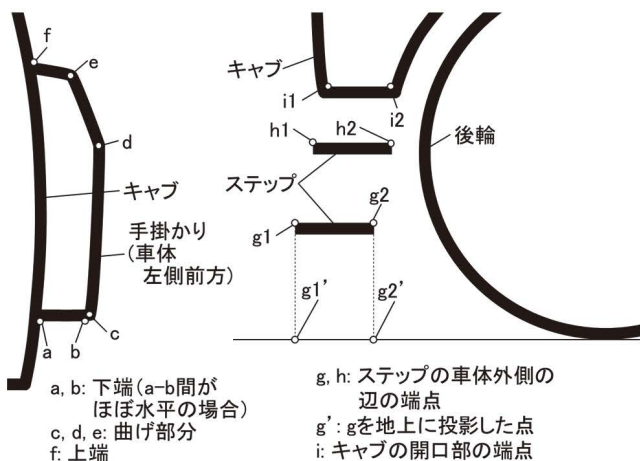 f
e
d
キャブ
手掛かり
(車体
左側前方)
c
a
b
a, b: 下端(a-b間が
ほぼ水平の場合)
c, d, e: 曲げ部分
f: 上端
キャブ
i1
i2
h1
h2
後輪
ステップ
g1
g2
g1’
g2’
g, h: ステップの車体外側の
辺の端点
g’: gを地上に投影した点
i: キャブの開口部の端点